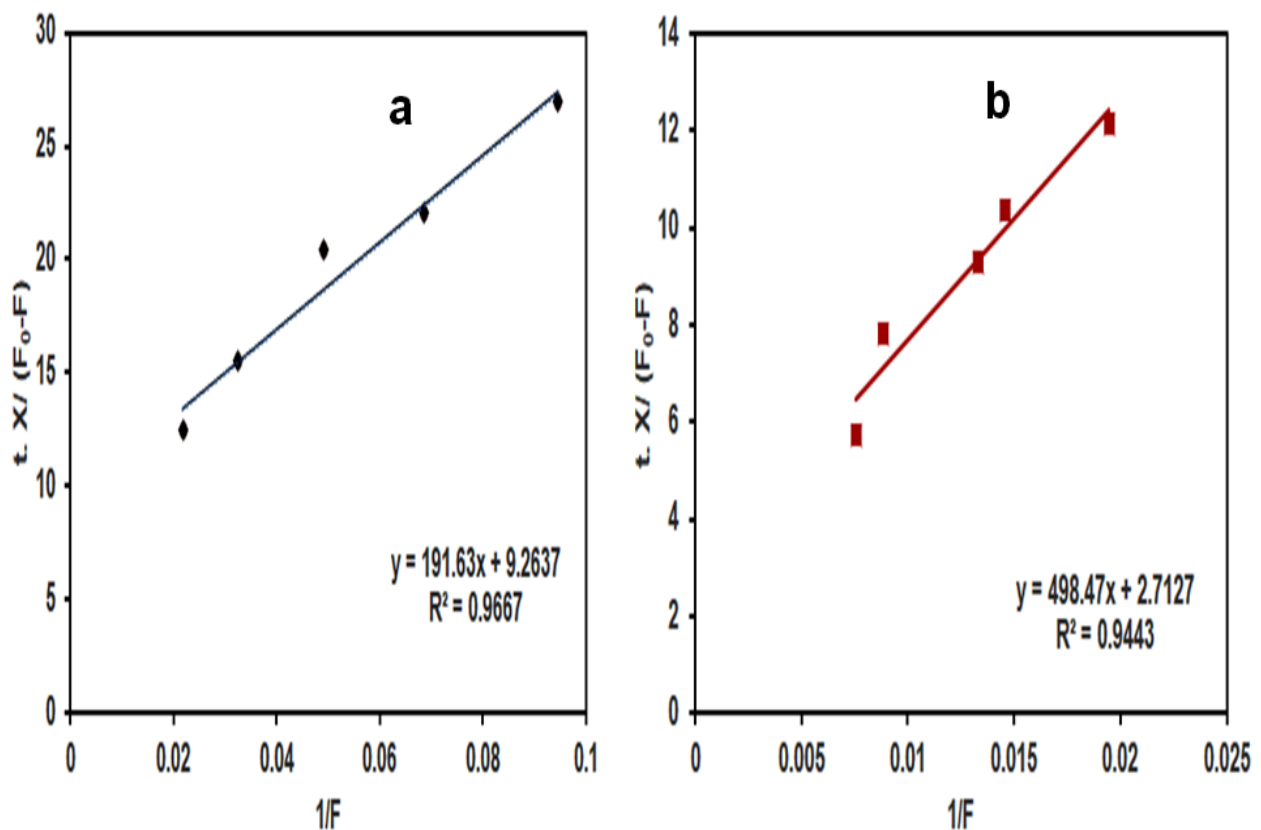 a
t. X/ (F₀-F)
30
25
20
15
10
5
0
y = 191.63x + 9.2637
R² = 0.9667
0 0.02 0.04 0.06 0.08 0.1
1/F
b
t. X/ (F₀-F)
14
12
10
8
6
4
2
0
y = 498.47x + 2.7127
R² = 0.9443
0 0.005 0.01 0.015 0.02 0.025
1/F